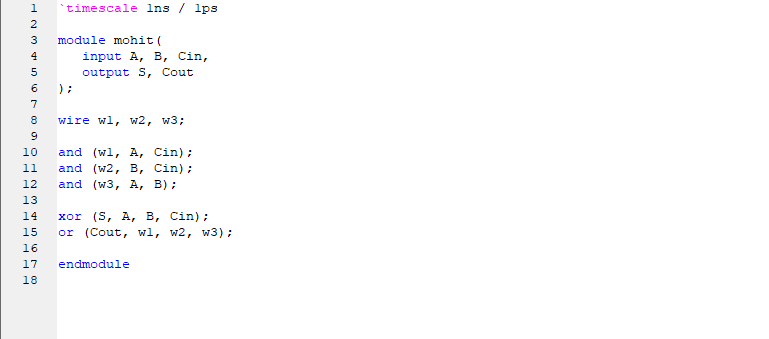 1 `timescale 1ns / 1ps
2
3 module mohit(
4 input A, B, Cin,
5 output S, Cout
6 );
7
8 wire w1, w2, w3;
9
10 and (w1, A, Cin);
11 and (w2, B, Cin);
12 and (w3, A, B);
13
14 xor (S, A, B, Cin);
15 or (Cout, w1, w2, w3);
16
17 endmodule
18